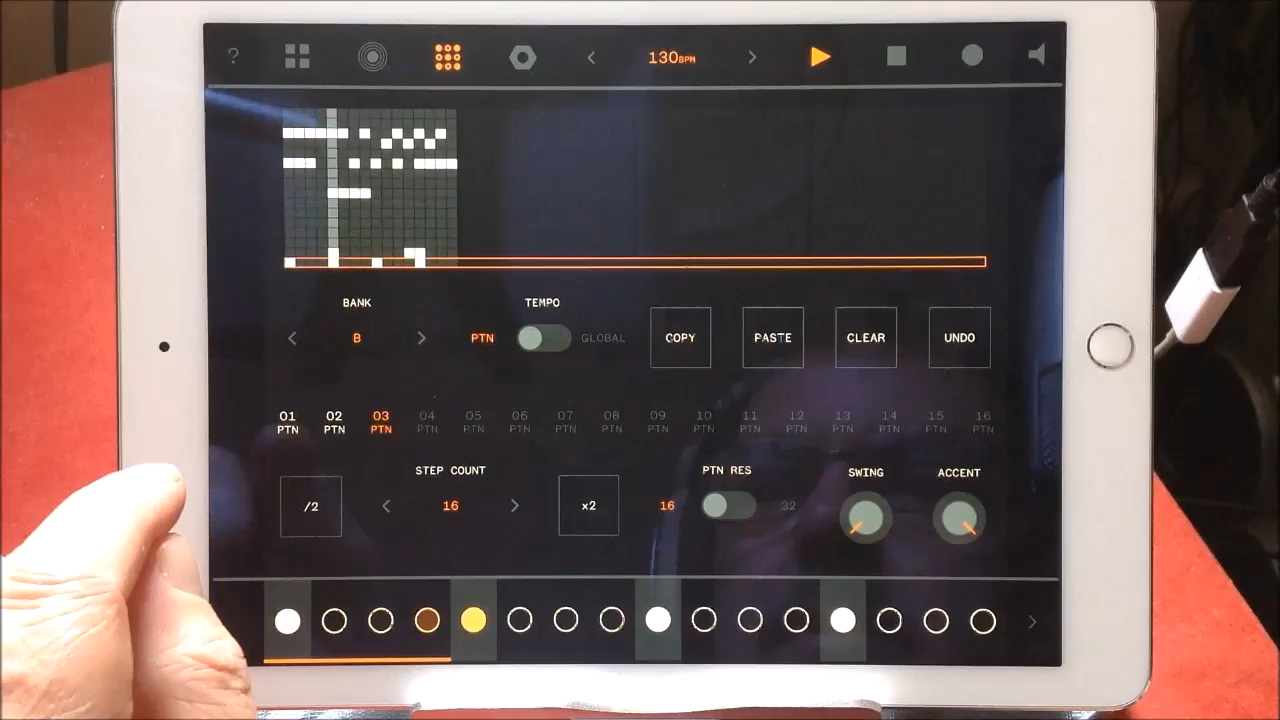 ?
130BPM
BANK
TEMPO
B
PTN
GLOBAL
COPY
PASTE
CLEAR
UNDO
01 02 03 04 05 06 07 08 09 10 11 12 13 14 15 16
PTN PTN PTN PTN PTN PTN PTN PTN PTN PTN PTN PTN PTN PTN PTN PTN
STEP COUNT
PTN RES
SWING
ACCENT
/2
16
x2
16
32